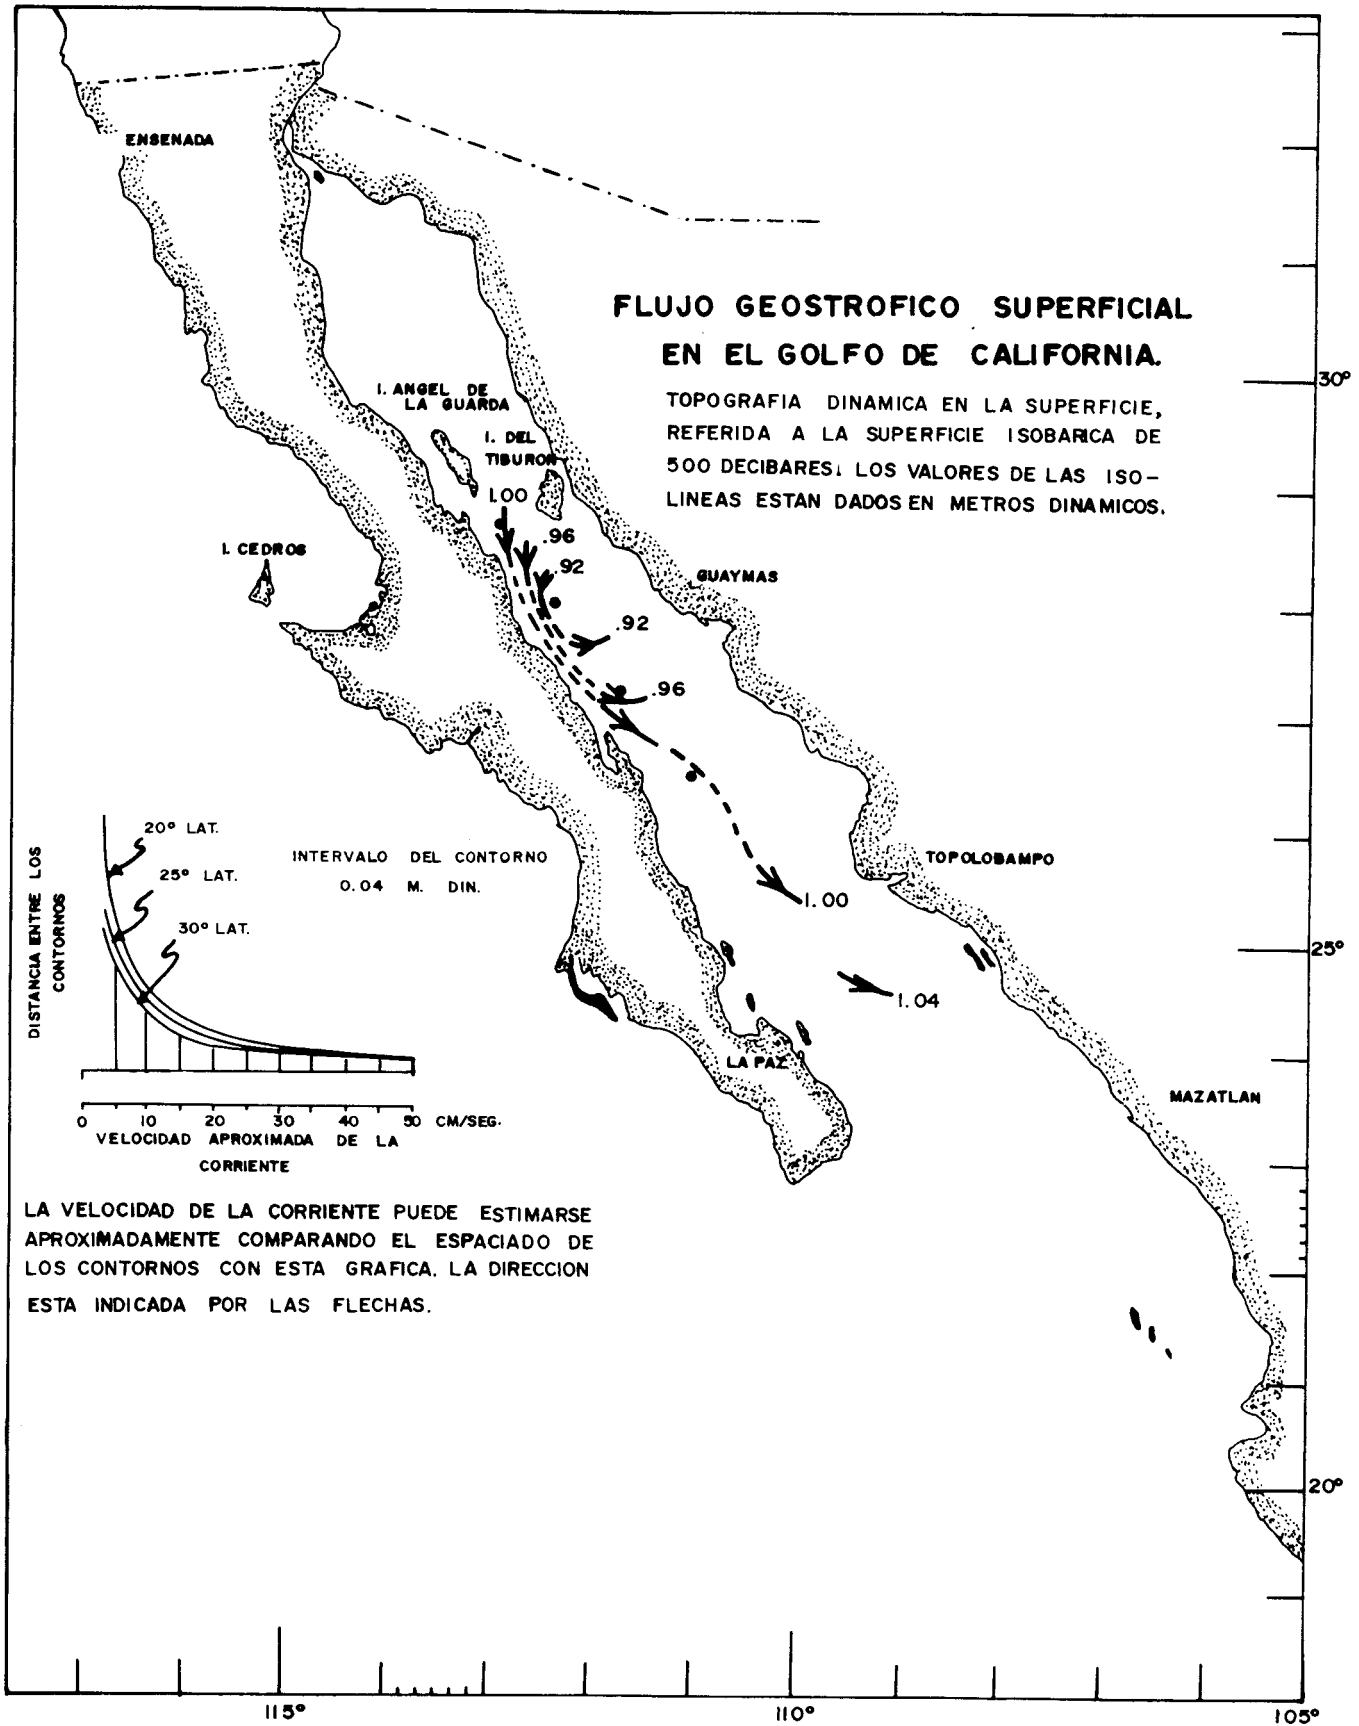 ENSENADA
FLUJO GEOSTROFICO SUPERFICIAL
EN EL GOLFO DE CALIFORNIA.
TOPOGRAFIA DINAMICA EN LA SUPERFICIE,
REFERIDA A LA SUPERFICIE ISOBARICA DE
500 DECIBARES. LOS VALORES DE LAS ISO-
LINEAS ESTAN DADOS EN METROS DINAMICOS.
30°
I. ANGEL DE
LA GUARDA
I. DEL
TIBURON
1.00
.96
I. CEDROS
.92
GUAYMAS
.92
.96
20° LAT.
25° LAT.
30° LAT.
DISTANCIA ENTRE LOS
CONTORNOS
INTERVALO DEL CONTORNO
0.04 M. DIN.
TOPOLOBAMPO
1.00
25°
1.04
LA PAZ
MAZATLAN
0 10 20 30 40 50 CM/SEG.
VELOCIDAD APROXIMADA DE LA
CORRIENTE
LA VELOCIDAD DE LA CORRIENTE PUEDE ESTIMARSE
APROXIMADAMENTE COMPARANDO EL ESPACIADO DE
LOS CONTORNOS CON ESTA GRAFICA. LA DIRECCION
ESTA INDICADA POR LAS FLECHAS.
20°
115° 110° 105°